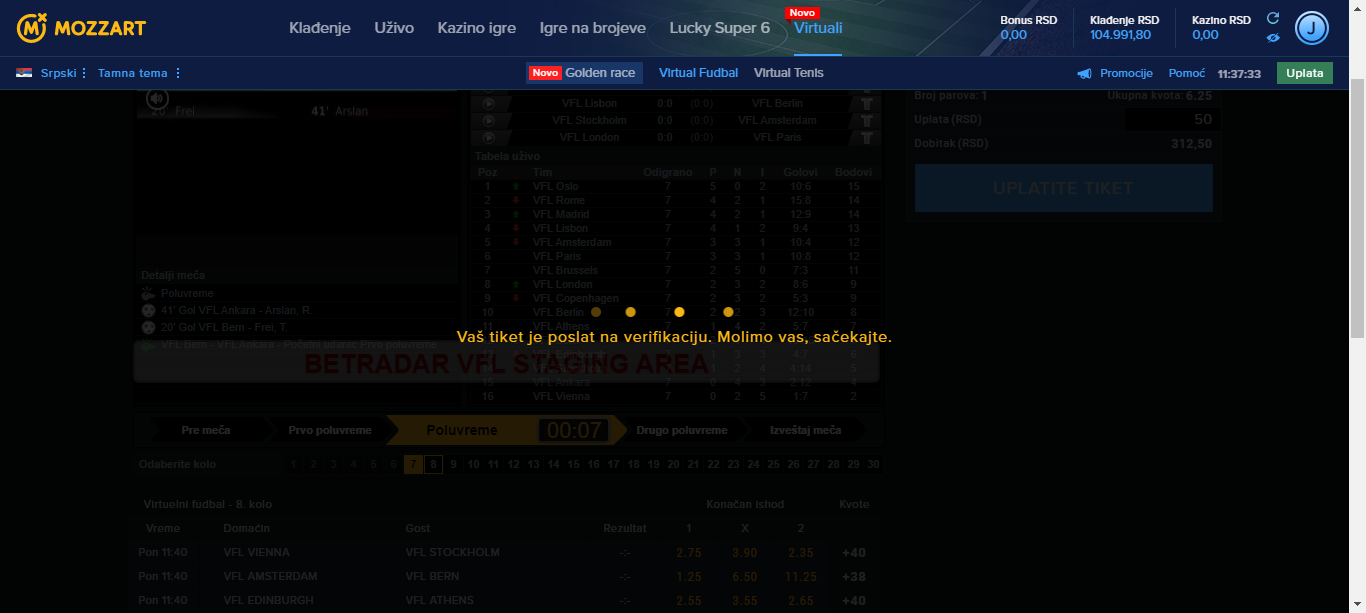 MOZZART Klađenje Uživo Kazino igre Igre na brojeve Lucky Super 6 Novo Virtuali
Bonus RSD 0,00 Klađenje RSD 104.991,80 Kazino RSD 0,00 J
Srpski Tamna tema Novo Golden race Virtual Fudbal Virtual Tenis Promocije Pomoć 11:37:33 Uplata
20' Frei 41' Arslan
VFL Lisbon 0:0 (0:0) VFL Berlin
VFL Stockholm 0:0 (0:0) VFL Amsterdam
VFL London 0:0 (0:0) VFL Paris
Broj parova: 1 Ukupna kvota: 6.25
Uplata (RSD) 50
Dobitak (RSD) 312,50
UPLATITE TIKET
Tabela uživo
Poz Tim Odigrano P N I Golovi Bodovi
1 VFL Oslo 7 5 0 2 10:6 15
2 VFL Rome 7 4 2 1 15:8 14
3 VFL Madrid 7 4 2 1 12:9 14
4 VFL Lisbon 7 4 1 2 9:4 13
5 VFL Amsterdam 7 3 3 1 10:4 12
6 VFL Paris 7 3 3 1 10:8 12
7 VFL Brussels 7 2 5 0 7:3 11
8 VFL London 7 2 3 2 8:6 9
9 VFL Copenhagen 7 2 3 2 5:3 9
10 VFL Berlin 2 3 12:10 8
11 VFL Athens 4 2 5:7
15 VFL Ankara 7 0 4 3 2:12 4
16 VFL Vienna 7 0 2 5 1:7 2
Detalji meča
Poluvreme
41' Gol VFL Ankara - Arslan, R.
20' Gol VFL Bern - Frei, T.
VFL Bern - VFL Ankara - Početni udarac Prvo poluvreme
Vaš tiket je poslat na verifikaciju. Molimo vas, sačekajte.
BETRADAR VFL STAGING AREA
Pre meča Prvo poluvreme Poluvreme 00:07 Drugo poluvreme Izveštaj meča
Odaberite kolo 1 2 3 4 5 6 7 8 9 10 11 12 13 14 15 16 17 18 19 20 21 22 23 24 25 26 27 28 29 30
Virtuelni fudbal - 8. kolo Konačan ishod Kvote
Vreme Domaćin Gost Rezultat 1 X 2
Pon 11:40 VFL VIENNA VFL STOCKHOLM -:- 2.75 3.90 2.35 +40
Pon 11:40 VFL AMSTERDAM VFL BERN -:- 1.25 6.50 11.25 +38
Pon 11:40 VFL EDINBURGH VFL ATHENS -:- 2.55 3.55 2.65 +40